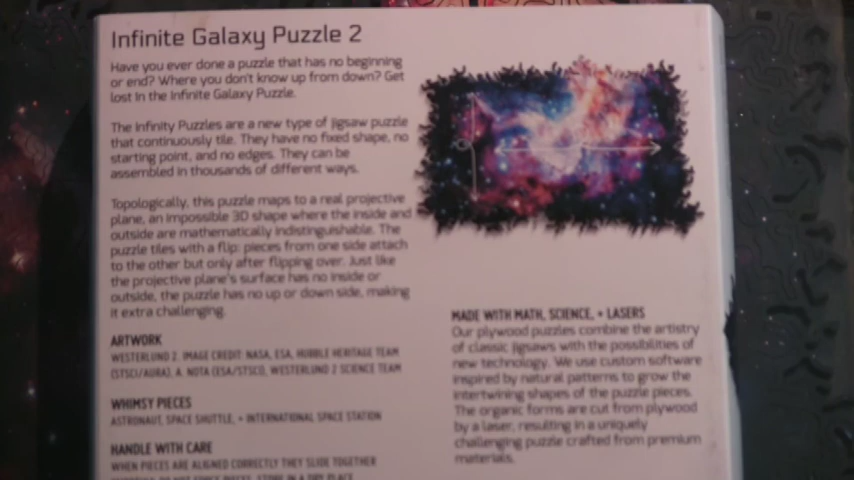 Infinite Galaxy Puzzle 2
Have you ever done a puzzle that has no beginning
or end? Where you don't know up from down? Get
lost in the Infinite Galaxy Puzzle.
The Infinity Puzzles are a new type of jigsaw puzzle
that continuously tile. They have no fixed shape, no
starting point, and no edges. They can be
assembled in thousands of different ways.
Topologically, this puzzle maps to a real projective
plane, an impossible 3D shape where the inside and
outside are mathematically indistinguishable. The
puzzle tiles with a flip: pieces from one side attach
to the other but only after flipping over. Just like
the projective plane's surface has no inside or
outside, the puzzle has no up or down side, making
it extra challenging.
ARTWORK
WESTERLUND 2. IMAGE CREDIT: NASA, ESA, HUBBLE HERITAGE TEAM
(STSCI/AURA), A. NOTA (ESA/STSCI), WESTERLUND 2 SCIENCE TEAM
WHIMSY PIECES
ASTRONAUT, SPACE SHUTTLE, + INTERNATIONAL SPACE STATION
HANDLE WITH CARE
WHEN PIECES ARE ALIGNED CORRECTLY THEY SLIDE TOGETHER
MADE WITH MATH, SCIENCE, + LASERS
Our plywood puzzles combine the artistry
of classic jigsaws with the possibilities of
new technology. We use custom software
inspired by natural patterns to grow the
intertwining shapes of the puzzle pieces.
The organic forms are cut from plywood
by a laser, resulting in a uniquely
challenging puzzle crafted from premium
materials.